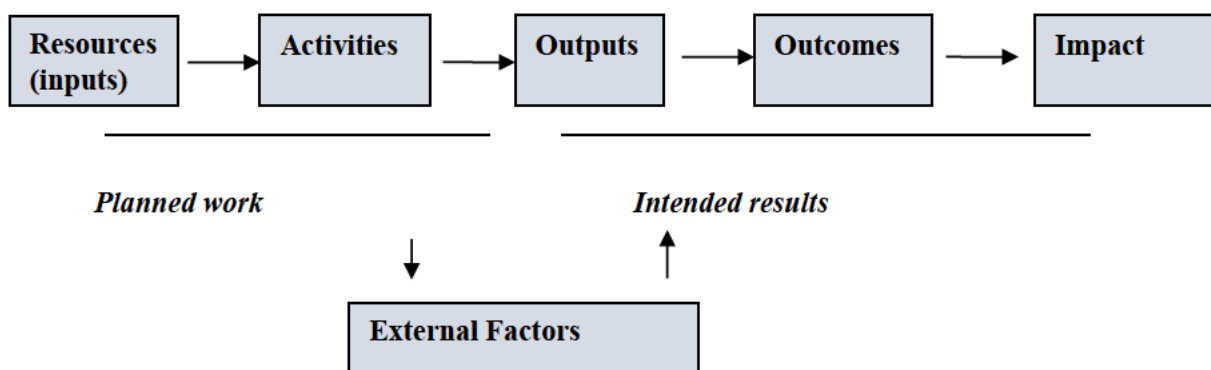 Resources
(inputs)
Activities
Outputs
Outcomes
Impact
Planned work
Intended results
External Factors